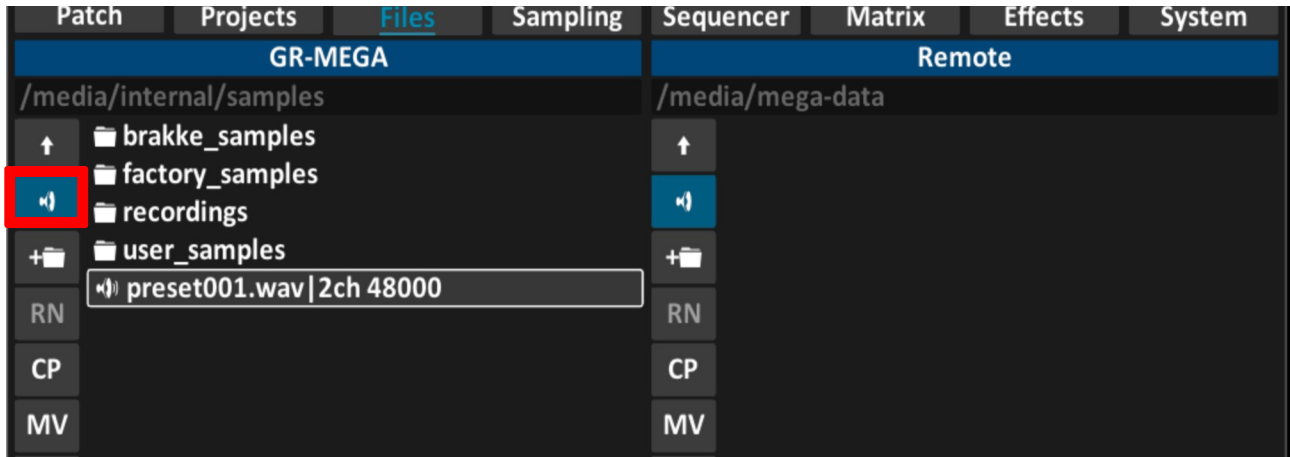 Patch Projects Files Sampling Sequencer Matrix Effects System
GR-MEGA
/media/internal/samples
brakke_samples
factory_samples
recordings
+ user_samples
preset001.wav|2ch 48000
RN
CP
MV
Remote
/media/mega-data
+
RN
CP
MV